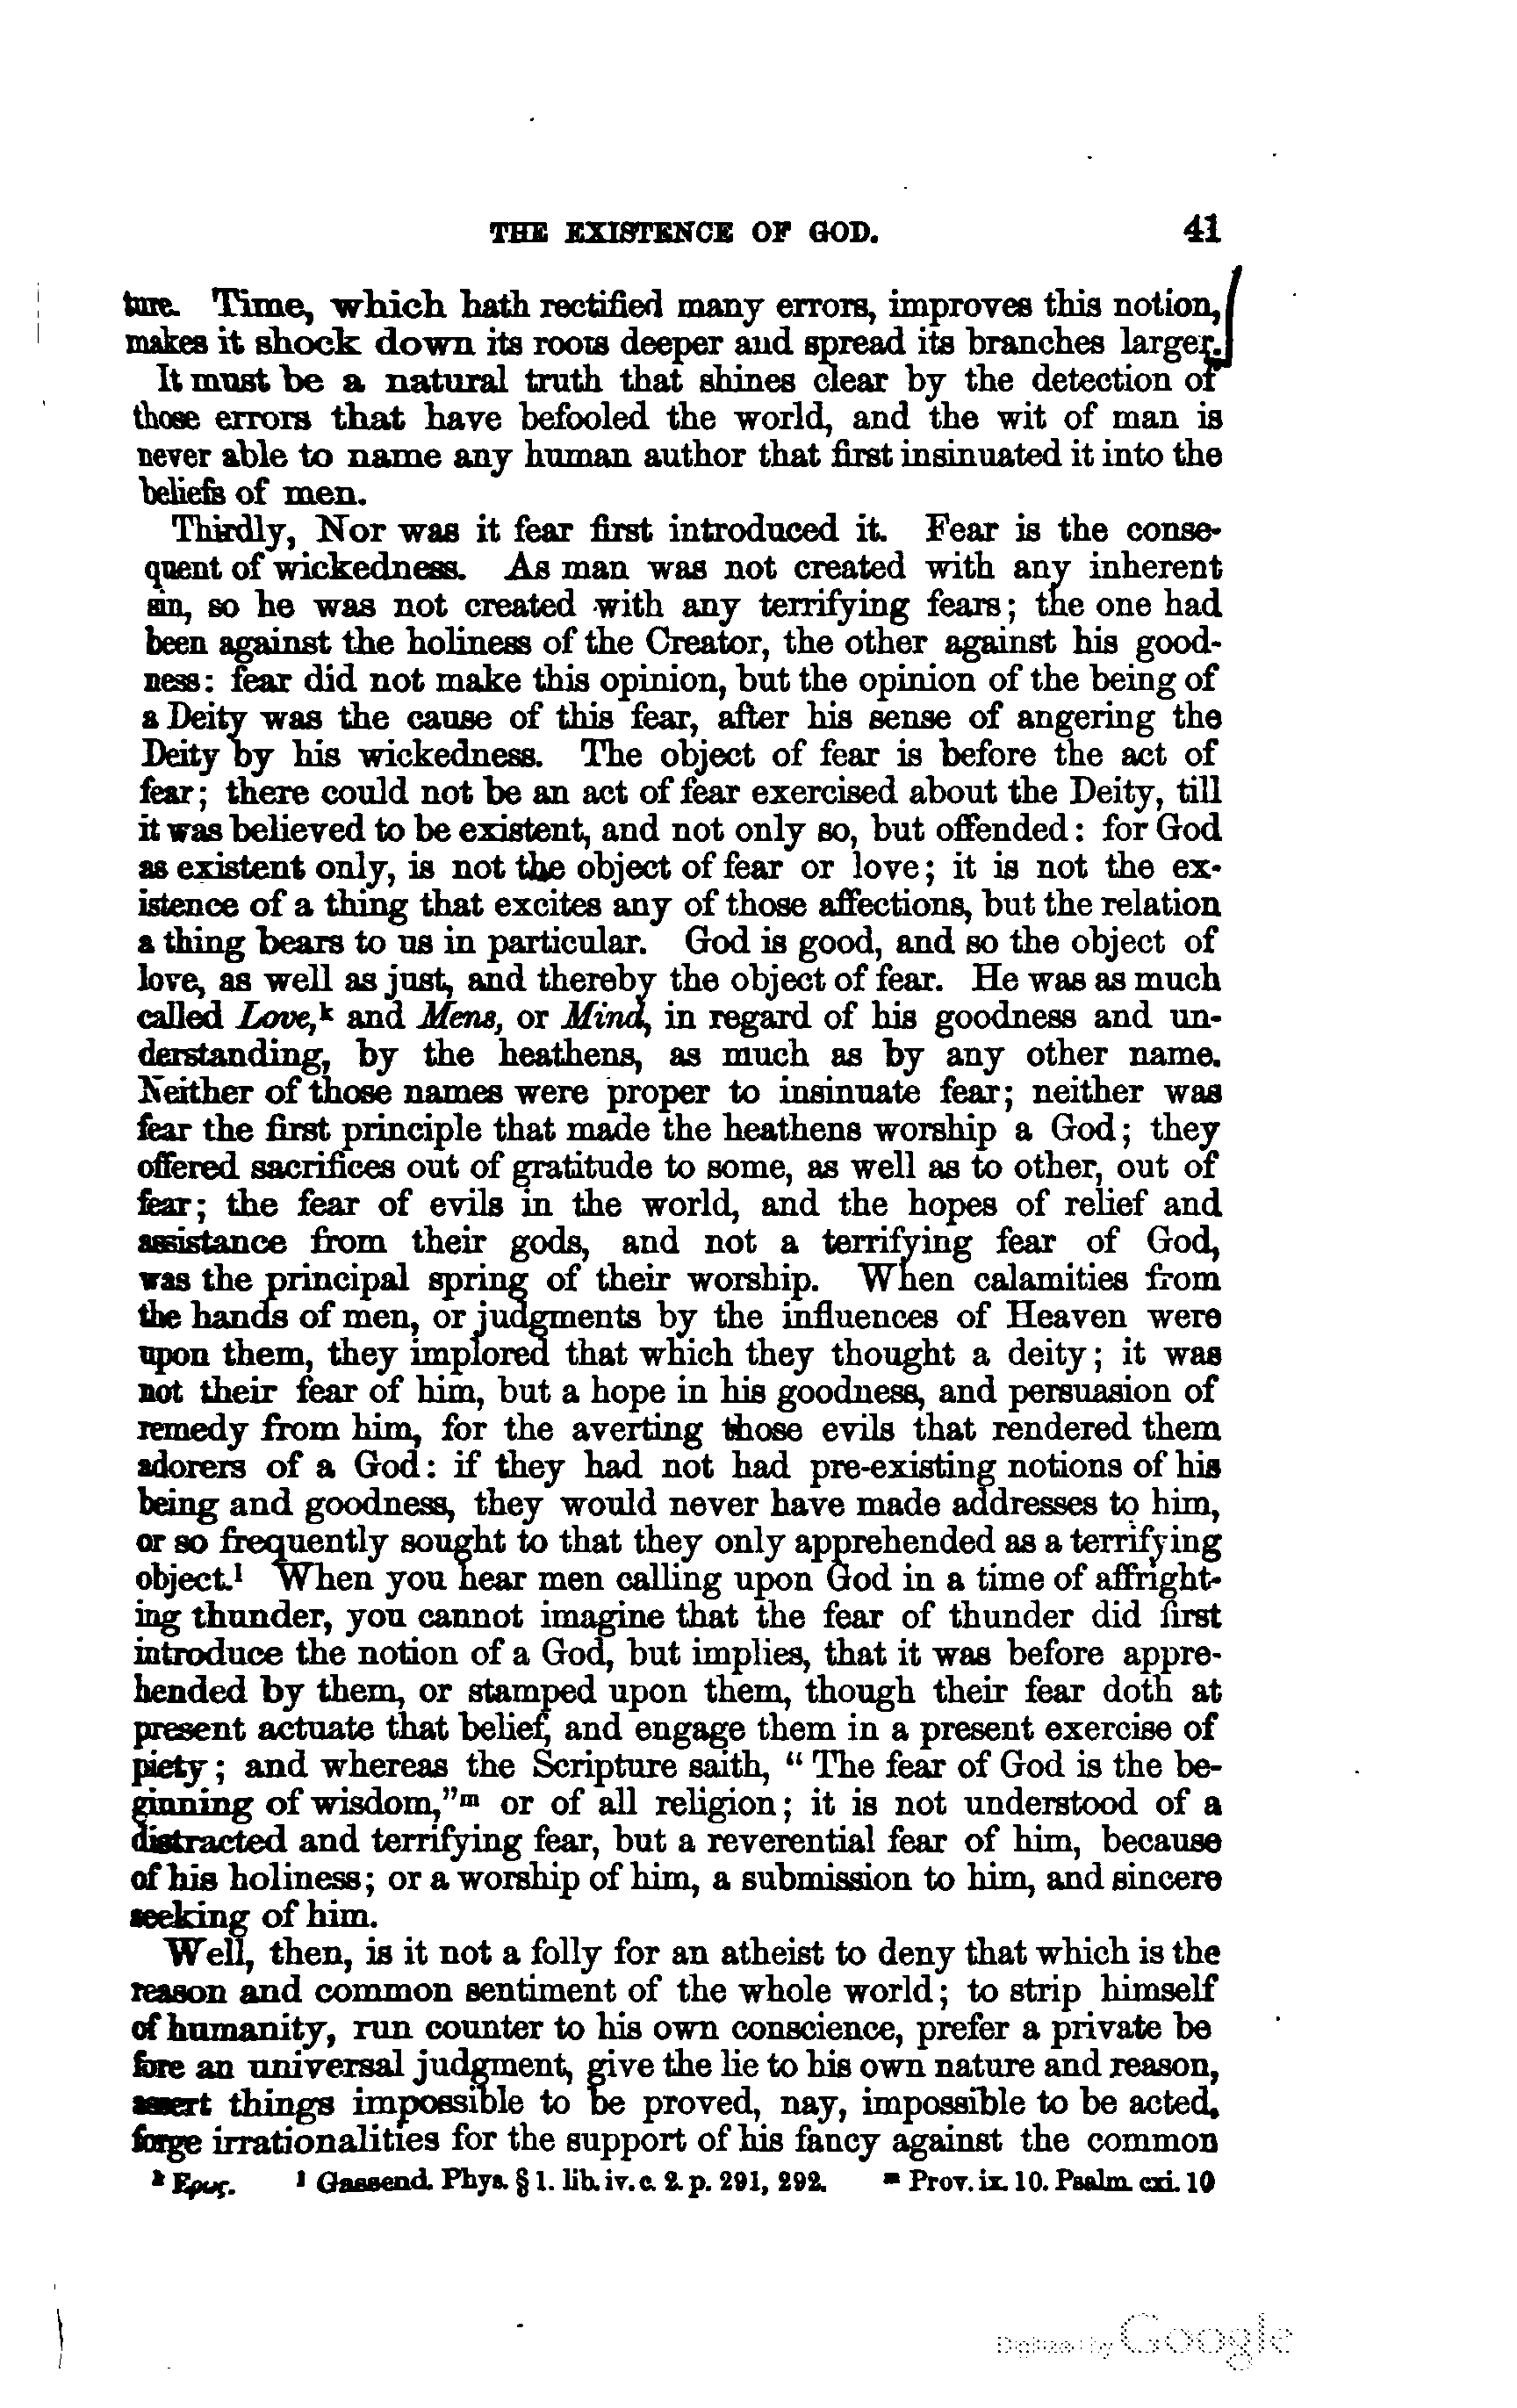 THE EXISTENCE OF GOD. 41
ture. Time, which hath rectified many errors, improves this notion,
makes it shock down its roots deeper and spread its branches larger.
It must be a natural truth that shines clear by the detection of
those errors that have befooled the world, and the wit of man is
never able to name any human author that first insinuated it into the
beliefs of men.
Thirdly, Nor was it fear first introduced it. Fear is the conse-
quent of wickedness. As man was not created with any inherent
sin, so he was not created with any terrifying fears; the one had
been against the holiness of the Creator, the other against his good-
ness: fear did not make this opinion, but the opinion of the being of
a Deity was the cause of this fear, after his sense of angering the
Deity by his wickedness. The object of fear is before the act of
fear; there could not be an act of fear exercised about the Deity, till
it was believed to be existent, and not only so, but offended: for God
as existent only, is not the object of fear or love; it is not the ex-
istence of a thing that excites any of those affections, but the relation
a thing bears to us in particular. God is good, and so the object of
love, as well as just, and thereby the object of fear. He was as much
called Love,k and Mens, or Mind, in regard of his goodness and un-
derstanding, by the heathens, as much as by any other name.
Neither of those names were proper to insinuate fear; neither was
fear the first principle that made the heathens worship a God; they
offered sacrifices out of gratitude to some, as well as to other, out of
fear; the fear of evils in the world, and the hopes of relief and
assistance from their gods, and not a terrifying fear of God,
was the principal spring of their worship. When calamities from
the hands of men, or judgments by the influences of Heaven were
upon them, they implored that which they thought a deity; it was
not their fear of him, but a hope in his goodness, and persuasion of
remedy from him, for the averting those evils that rendered them
adorers of a God: if they had not had pre-existing notions of his
being and goodness, they would never have made addresses to him,
or so frequently sought to that they only apprehended as a terrifying
object.l When you hear men calling upon God in a time of affright-
ing thunder, you cannot imagine that the fear of thunder did first
introduce the notion of a God, but implies, that it was before appre-
hended by them, or stamped upon them, though their fear doth at
present actuate that belief, and engage them in a present exercise of
piety; and whereas the Scripture saith, “The fear of God is the be-
ginning of wisdom,”m or of all religion; it is not understood of a
distracted and terrifying fear, but a reverential fear of him, because
of his holiness; or a worship of him, a submission to him, and sincere
seeking of him.
Well, then, is it not a folly for an atheist to deny that which is the
reason and common sentiment of the whole world; to strip himself
of humanity, run counter to his own conscience, prefer a private be
fore an universal judgment, give the lie to his own nature and reason,
assert things impossible to be proved, nay, impossible to be acted,
forge irrationalities for the support of his fancy against the common
k Ερως. l Gassend. Phys. § 1. lib. iv. c. 2. p. 291, 292. m Prov. ix. 10. Psalm. cxi. 10
Digitized by Google